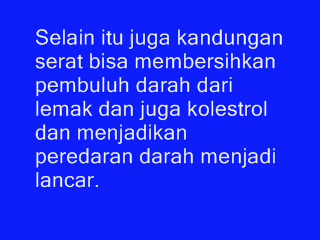 Selain itu juga kandungan
serat bisa membersihkan
pembuluh darah dari
lemak dan juga kolestrol
dan menjadikan
peredaran darah menjadi
lancar.